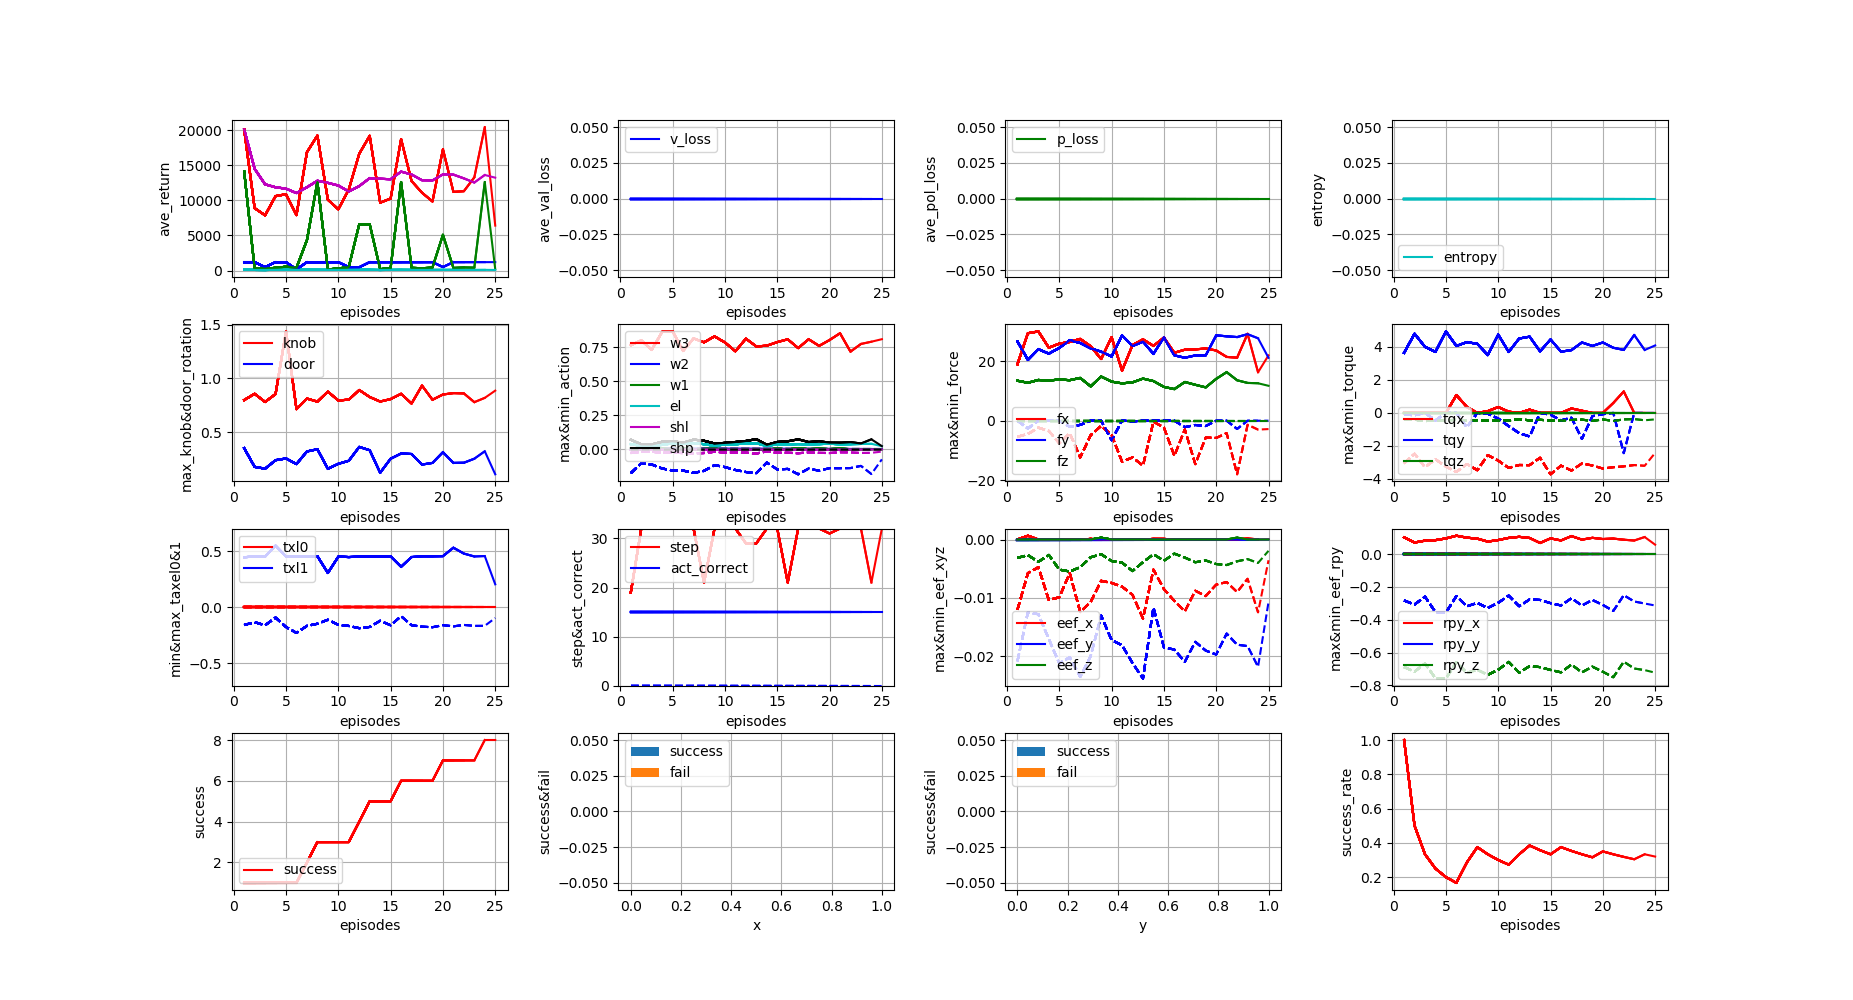 20000
15000
10000
5000
0
ave_return
0 5 10 15 20 25
episodes
0.050
0.025
0.000
−0.025
−0.050
ave_val_loss
v_loss
0 5 10 15 20 25
episodes
0.050
0.025
0.000
−0.025
−0.050
ave_pol_loss
p_loss
0 5 10 15 20 25
episodes
0.050
0.025
0.000
−0.025
−0.050
entropy
entropy
0 5 10 15 20 25
episodes
1.5
1.0
0.5
max_knob&door_rotation
knob
door
0 5 10 15 20 25
episodes
0.75
0.50
0.25
0.00
max&min_action
w3
w2
w1
el
shl
shp
0 5 10 15 20 25
episodes
20
0
−20
max&min_force
fx
fy
fz
0 5 10 15 20 25
episodes
4
2
0
−2
−4
max&min_torque
tqx
tqy
tqz
0 5 10 15 20 25
episodes
0.5
0.0
−0.5
min&max_taxel0&1
txl0
txl1
0 5 10 15 20 25
episodes
30
20
10
0
step&act_correct
step
act_correct
0 5 10 15 20 25
episodes
0.00
−0.01
−0.02
max&min_eef_xyz
eef_x
eef_y
eef_z
0 5 10 15 20 25
episodes
0.0
−0.2
−0.4
−0.6
−0.8
max&min_eef_rpy
rpy_x
rpy_y
rpy_z
0 5 10 15 20 25
episodes
8
6
4
2
success
success
0 5 10 15 20 25
episodes
0.050
0.025
0.000
−0.025
−0.050
success&fail
success
fail
0.0 0.2 0.4 0.6 0.8 1.0
x
0.050
0.025
0.000
−0.025
−0.050
success&fail
success
fail
0.0 0.2 0.4 0.6 0.8 1.0
y
1.0
0.8
0.6
0.4
0.2
success_rate
0 5 10 15 20 25
episodes